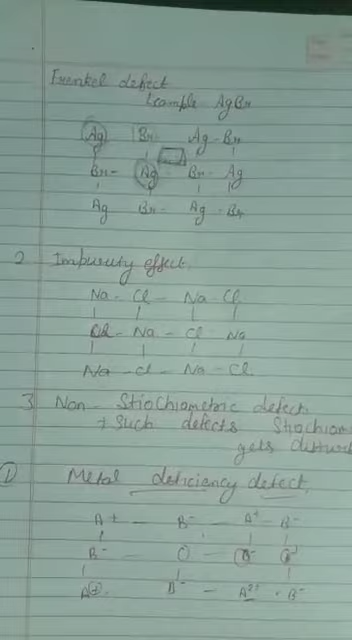 Frenkel defect
Example AgBr
Ag Br Ag - Br
Br - Ag Br - Ag
Ag Br - Ag - Br
2 Impurity effect.
Na - Cl - Na Cl
Cl - Na - Cl - Na
Na - Cl - Na - Cl
3 Non - Stiochiometric defect
→ Such defects
gets
① Metal deficiency defect.
A+ - B- - A+ B-
B-
B- - A2+ - B-